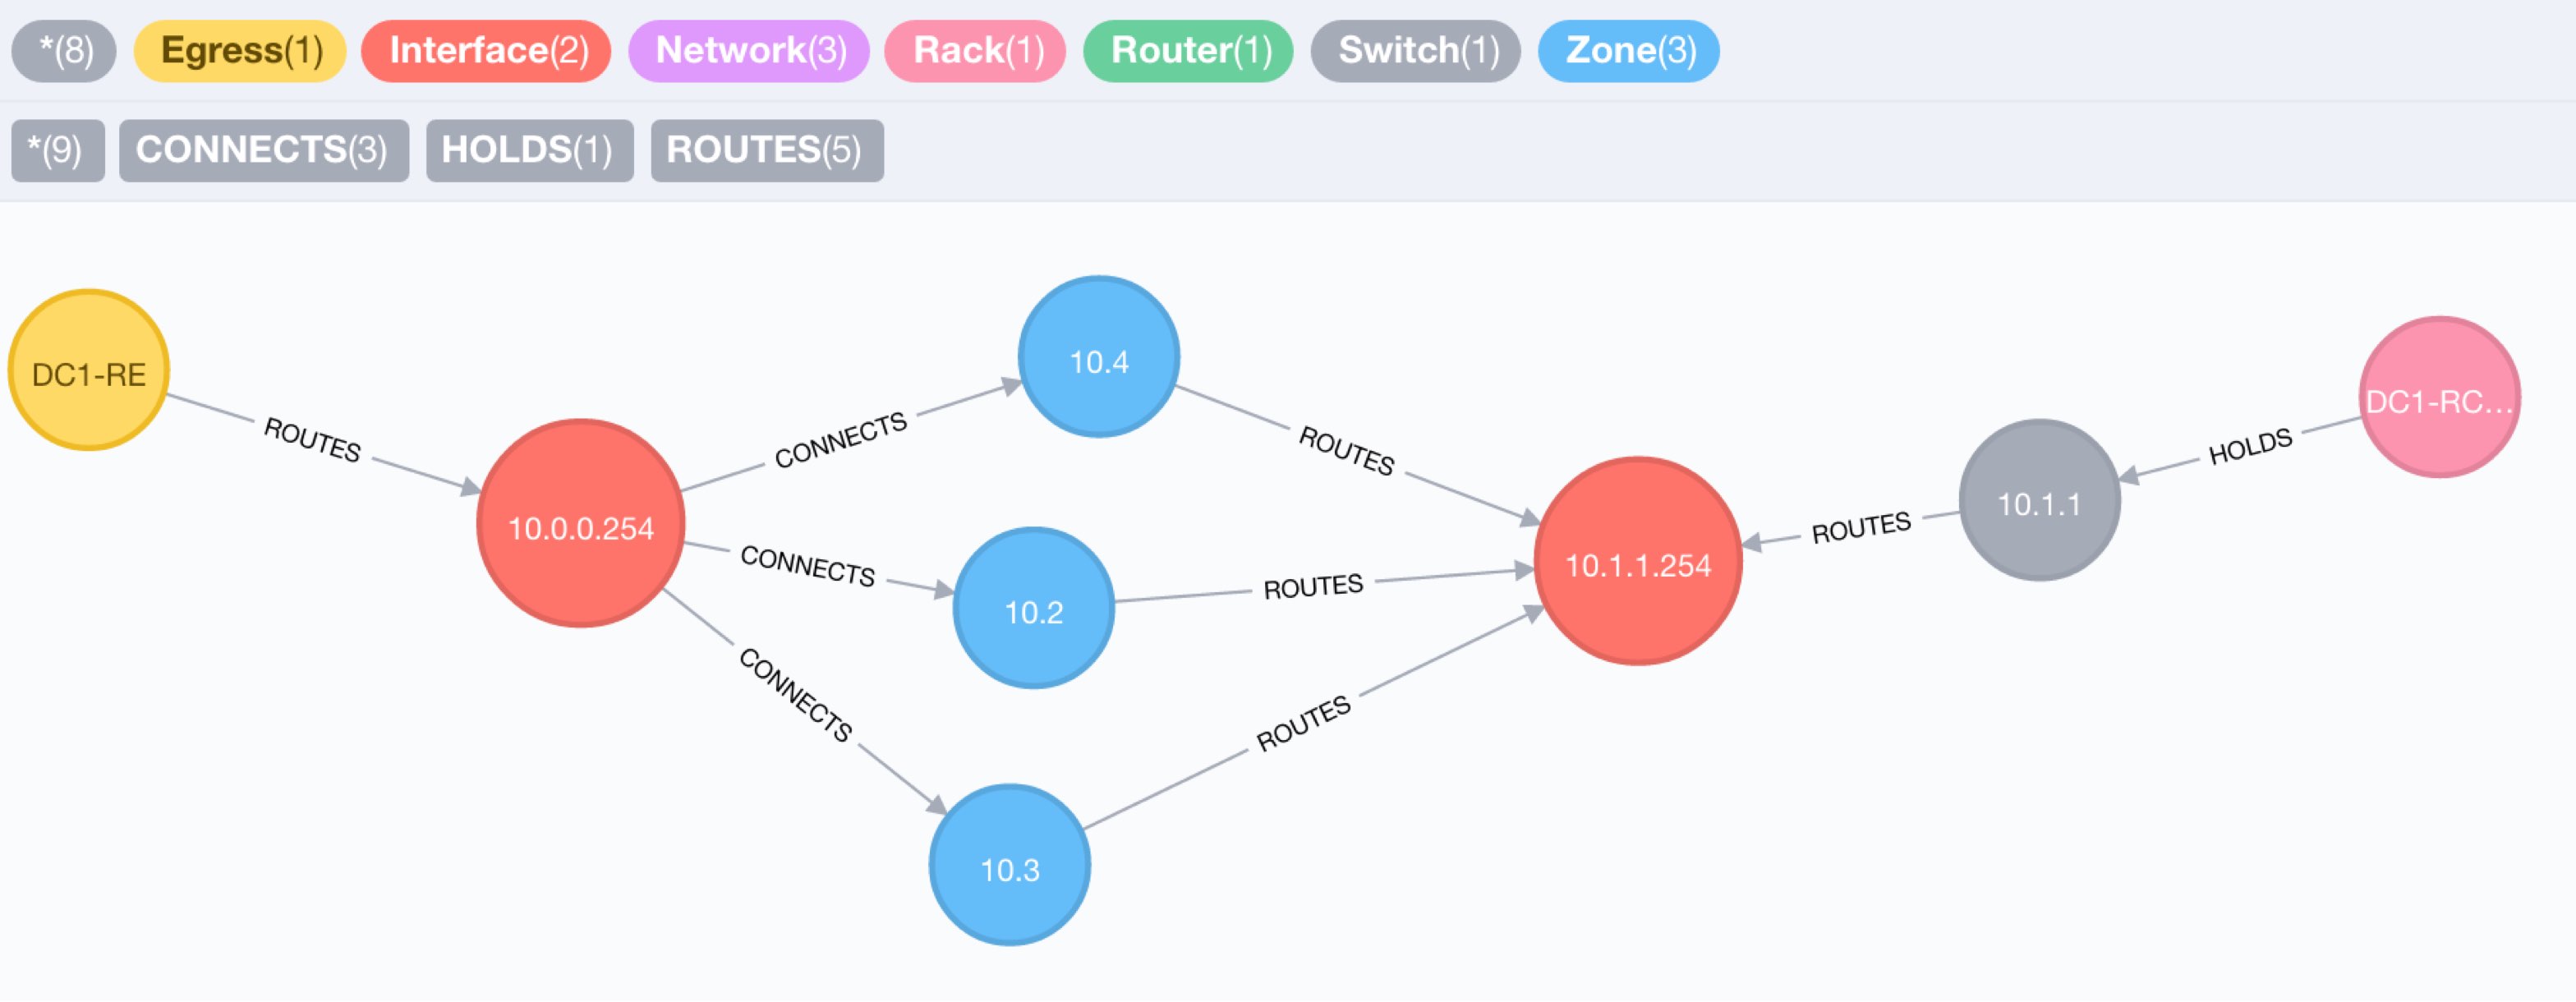 *(8) Egress(1) Interface(2) Network(3) Rack(1) Router(1) Switch(1) Zone(3)
*(9) CONNECTS(3) HOLDS(1) ROUTES(5)
DC1-RE
ROUTES
10.0.0.254
CONNECTS
10.4
ROUTES
CONNECTS
10.2
ROUTES
CONNECTS
10.3
ROUTES
10.1.1.254
ROUTES
10.1.1
HOLDS
DC1-RC...